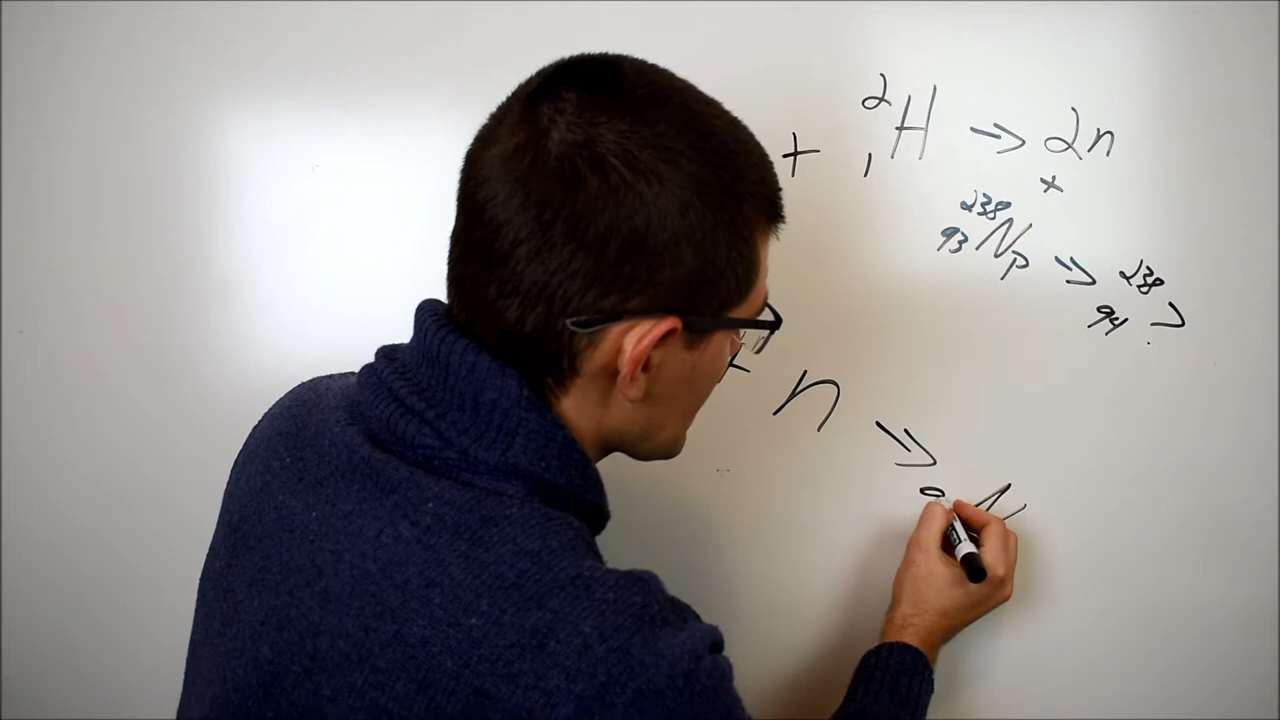 + ²₁H → 2n
+
²³⁸₉₃Np → ²³⁸₉₄?
+ n →